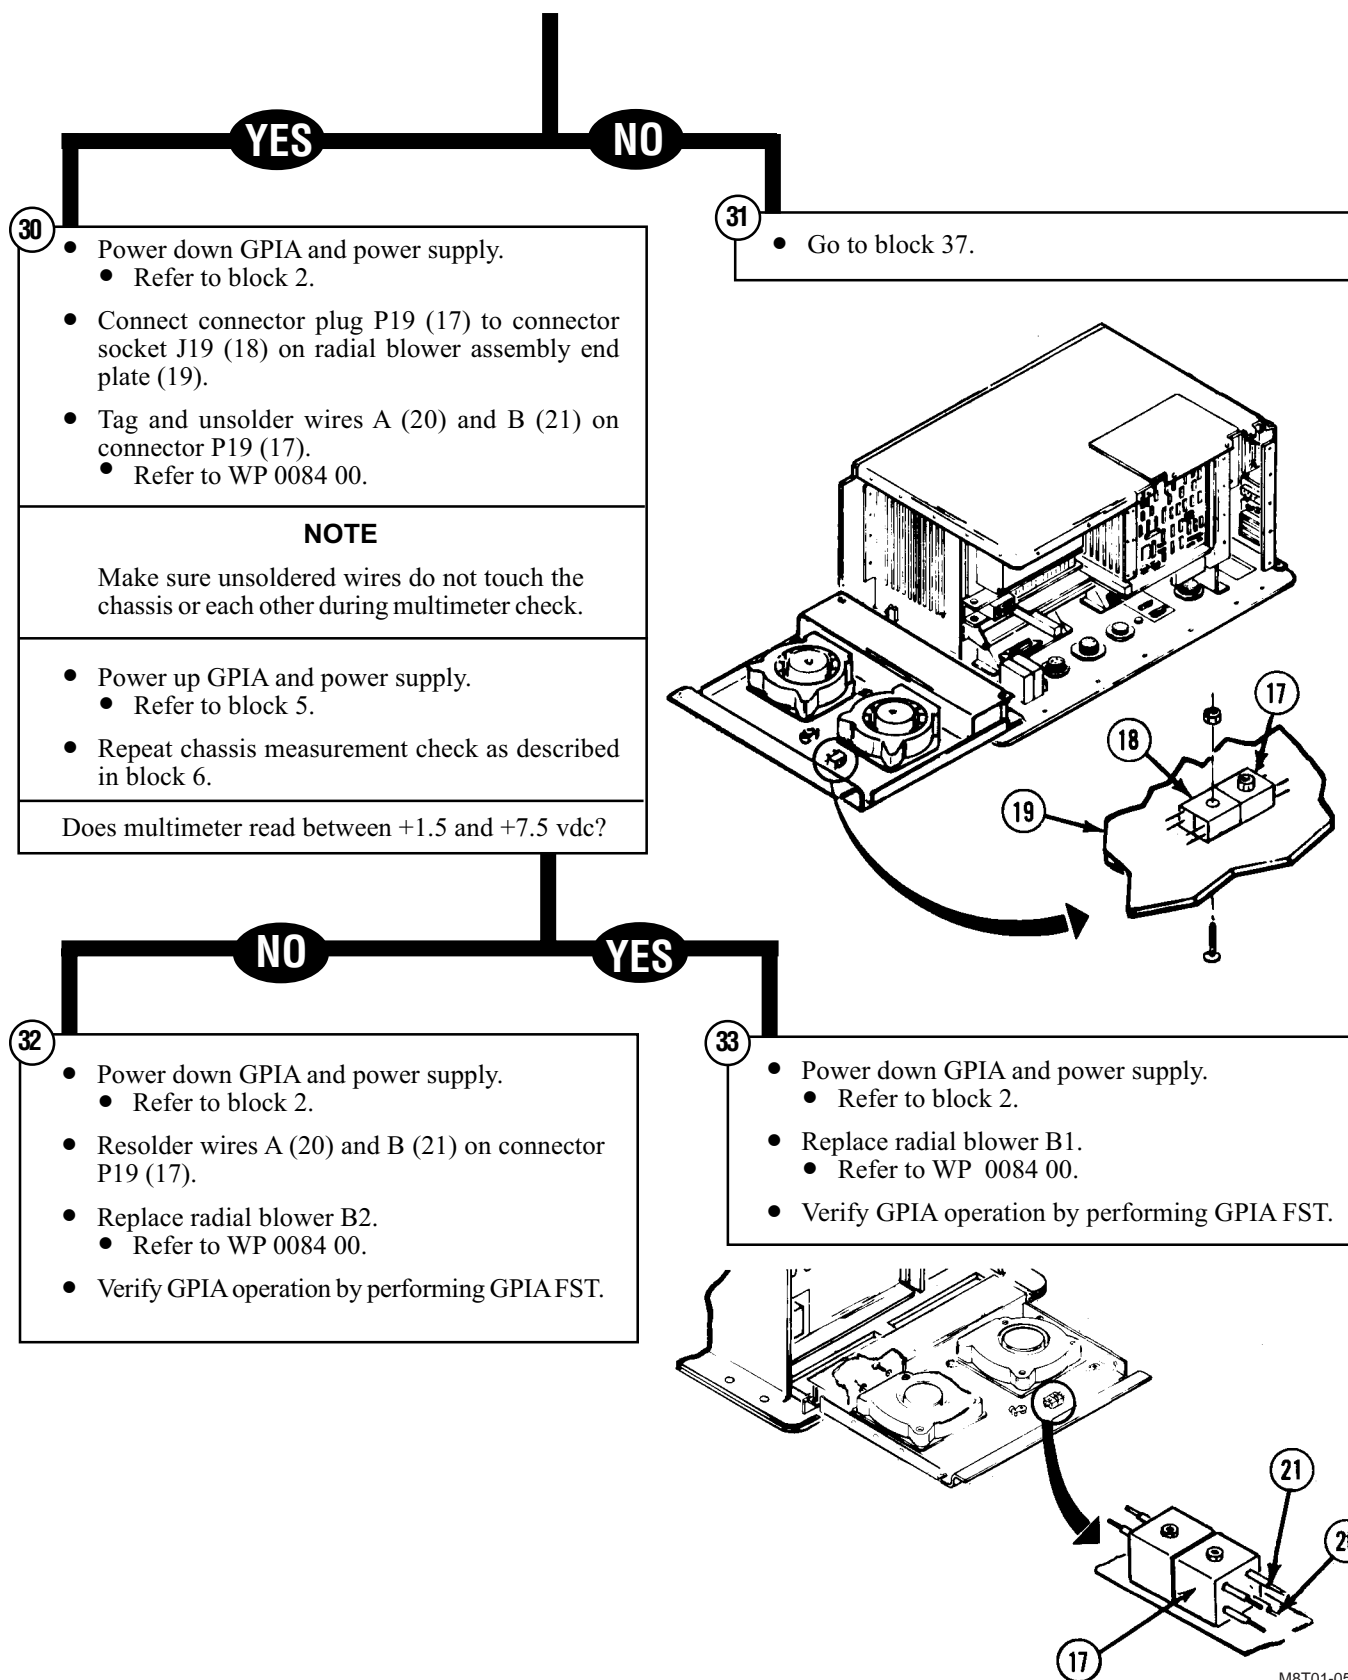 YES
NO
30
• Power down GPIA and power supply.
• Refer to block 2.
• Connect connector plug P19 (17) to connector
socket J19 (18) on radial blower assembly end
plate (19).
• Tag and unsolder wires A (20) and B (21) on
connector P19 (17).
• Refer to WP 0084 00.
NOTE
Make sure unsoldered wires do not touch the
chassis or each other during multimeter check.
• Power up GPIA and power supply.
• Refer to block 5.
• Repeat chassis measurement check as described
in block 6.
Does multimeter read between +1.5 and +7.5 vdc?
31
• Go to block 37.
17
18
19
NO
YES
32
• Power down GPIA and power supply.
• Refer to block 2.
• Resolder wires A (20) and B (21) on connector
P19 (17).
• Replace radial blower B2.
• Refer to WP 0084 00.
• Verify GPIA operation by performing GPIA FST.
33
• Power down GPIA and power supply.
• Refer to block 2.
• Replace radial blower B1.
• Refer to WP 0084 00.
• Verify GPIA operation by performing GPIA FST.
21
17